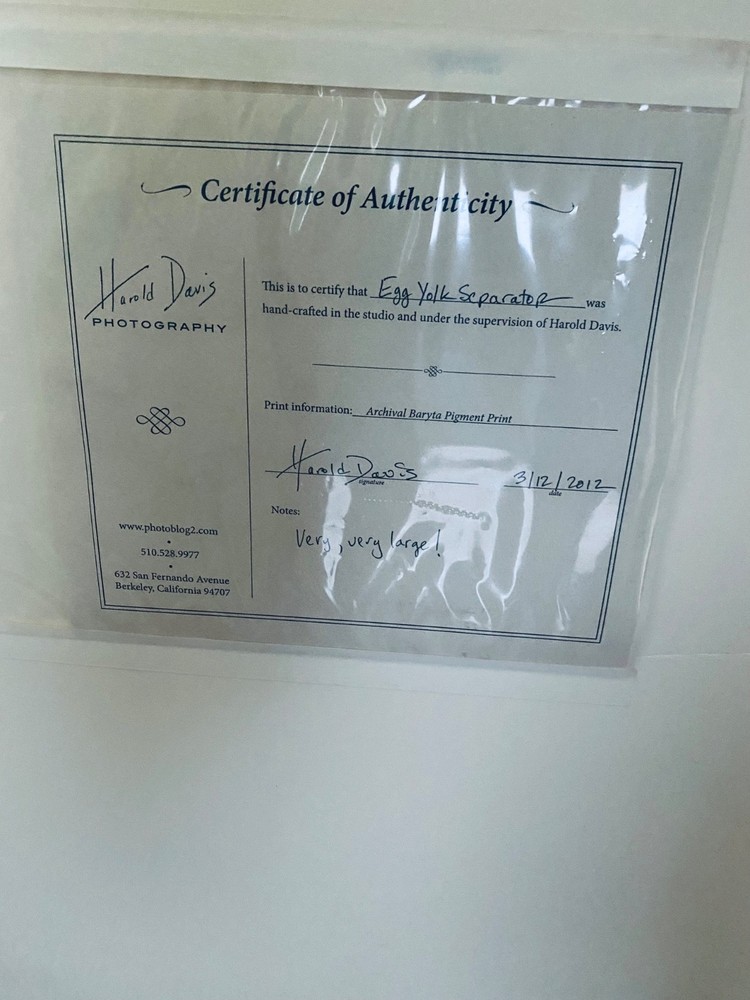 Certificate of Authenticity
Harold Davis
PHOTOGRAPHY
www.photoblog2.com
510.528.9977
632 San Fernando Avenue
Berkeley, California 94707
This is to certify that Egg Yolk Separator was
hand-crafted in the studio and under the supervision of Harold Davis.
Print information: Archival Baryta Pigment Print
Harold Davis 3/12/2012
signature date
Notes:
Very, very large!